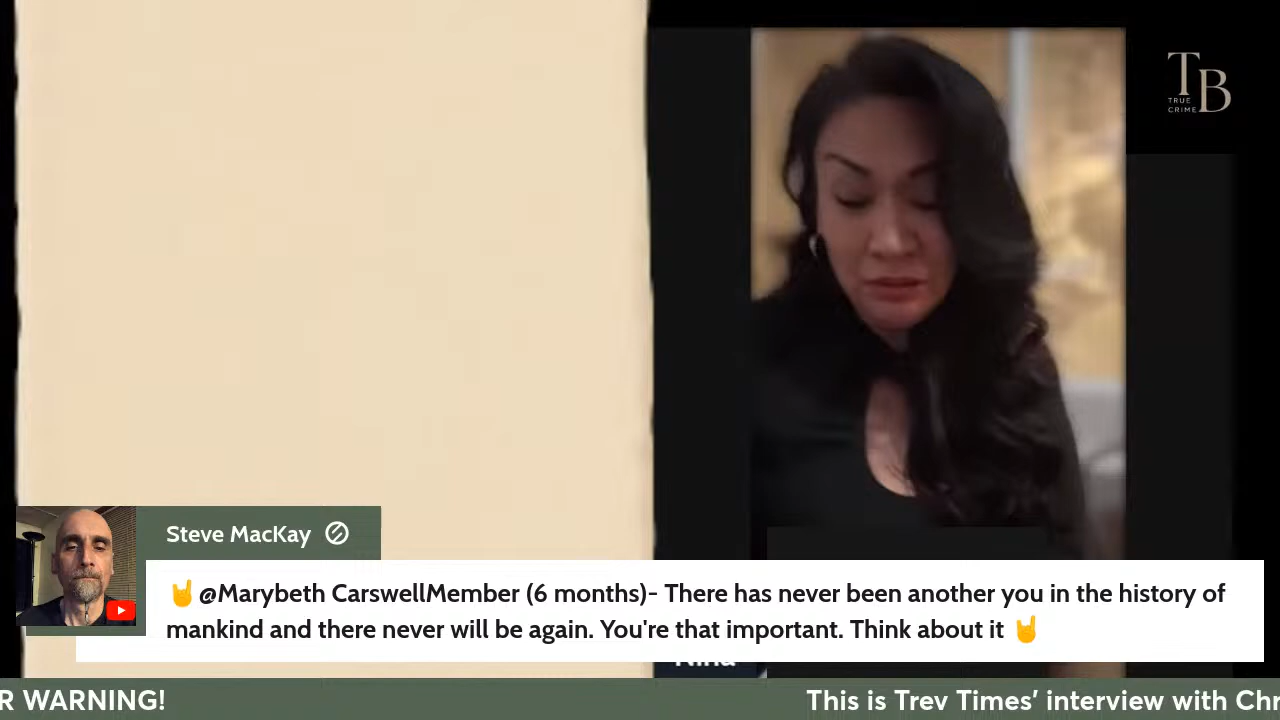 TB
TRUE
CRIME
Steve MacKay
🤘@Marybeth CarswellMember (6 months)- There has never been another you in the history of
mankind and there never will be again. You're that important. Think about it 🤘
Nina
R WARNING!
This is Trev Times’ interview with Chr